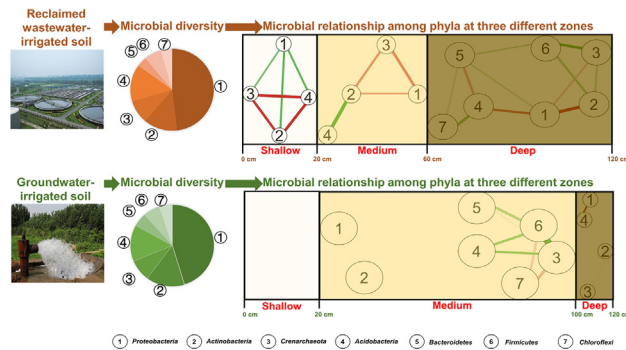 Reclaimed
wastewater-
irrigated soil
Microbial diversity
Microbial relationship among phyla at three different zones
1
2
3
4
5
6
7
1
3
4
2
3
2
1
4
5
6
3
4
1
2
7
Shallow
Medium
Deep
0 cm
20 cm
60 cm
120 cm
Groundwater-
irrigated soil
Microbial diversity
Microbial relationship among phyla at three different zones
1
2
3
4
5
6
7
1
2
5
6
4
3
7
1
4
2
3
Shallow
Medium
Deep
0 cm
20 cm
100 cm
120 cm
1 Proteobacteria 2 Actinobacteria 3 Crenarchaeota 4 Acidobacteria 5 Bacteroidetes 6 Firmicutes 7 Chloroflexi